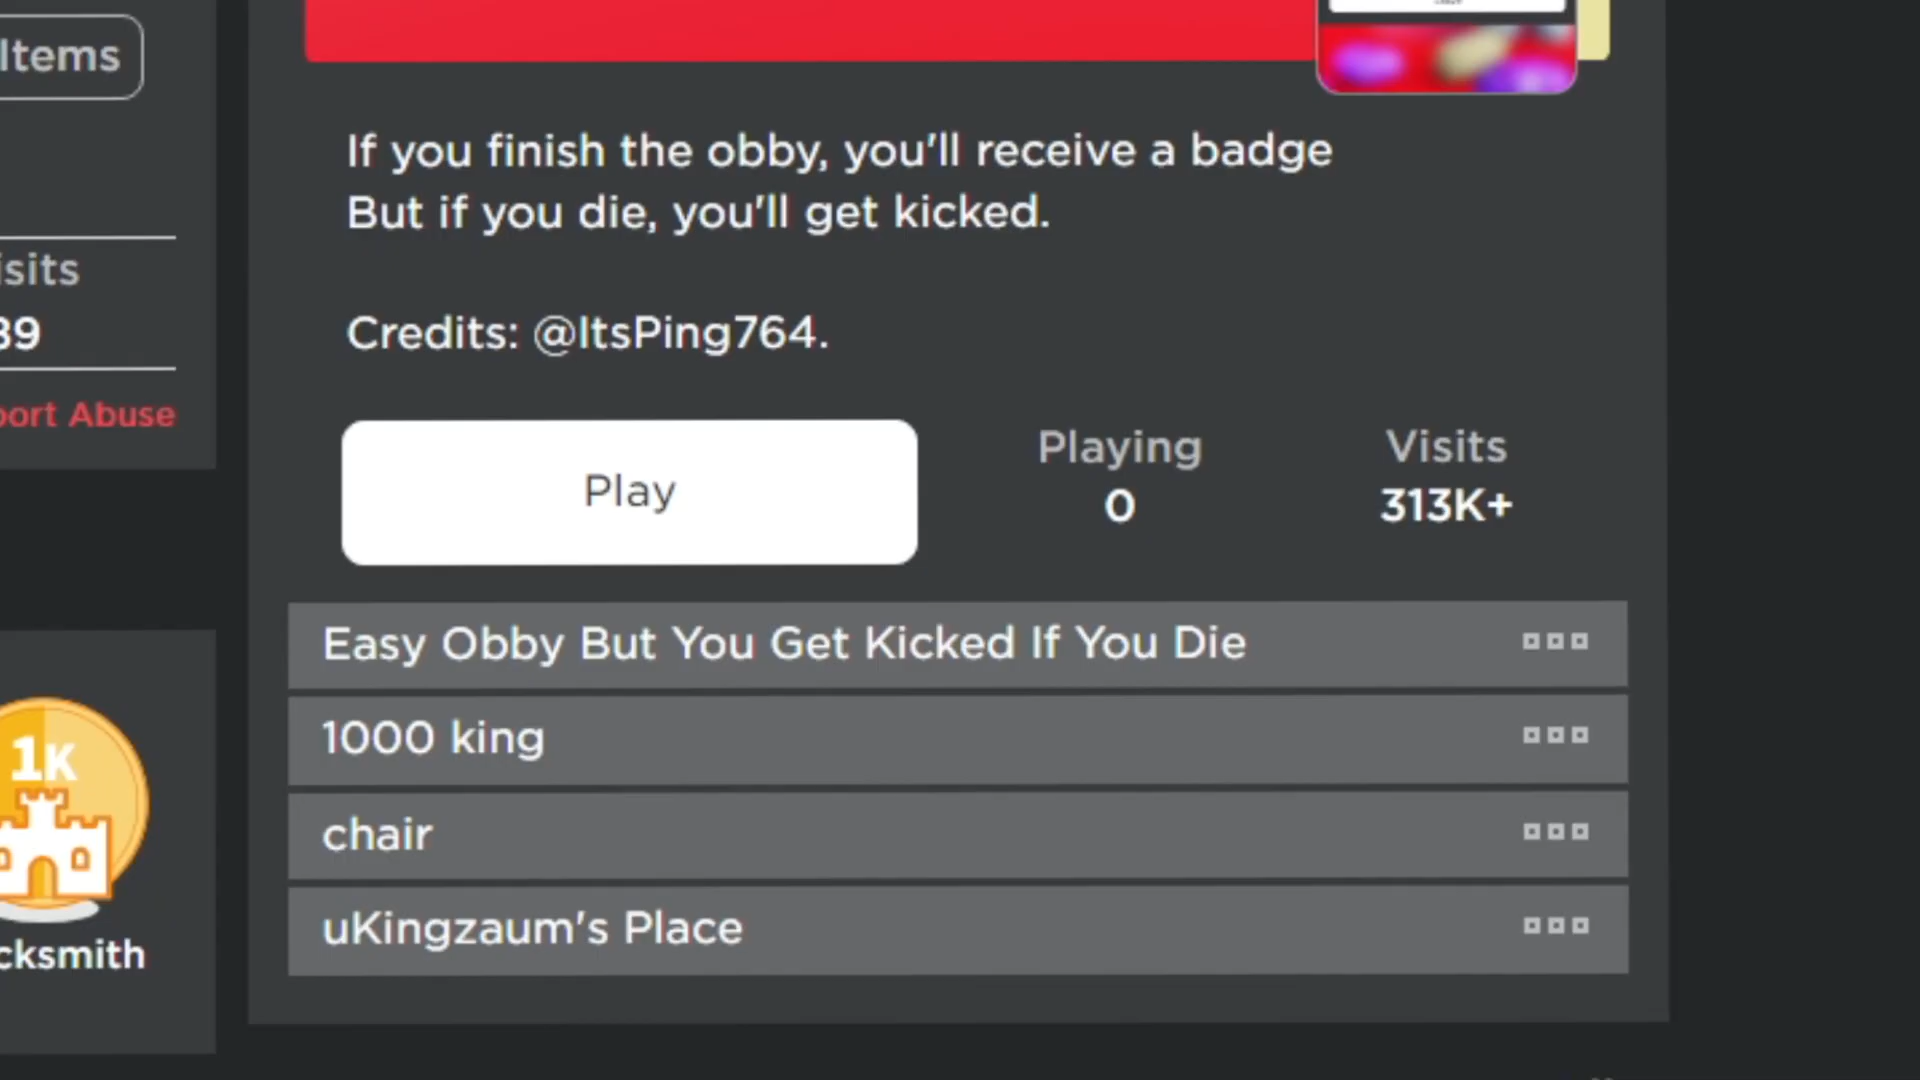 Items
If you finish the obby, you'll receive a badge
But if you die, you'll get kicked.
Credits: @ItsPing764.
isits
39
port Abuse
Play
Playing
0
Visits
313K+
Easy Obby But You Get Kicked If You Die
1000 king
chair
uKingzaum's Place
1K
cksmith